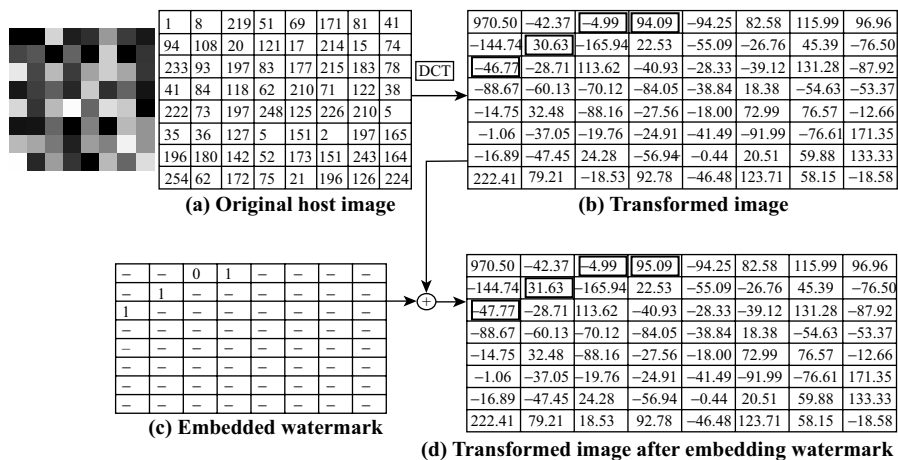 1 8 219 51 69 171 81 41
94 108 20 121 17 214 15 74
233 93 197 83 177 215 183 78
41 84 118 62 210 71 122 38
222 73 197 248 125 226 210 5
35 36 127 5 151 2 197 165
196 180 142 52 173 151 243 164
254 62 172 75 21 196 126 224
(a) Original host image
DCT
970.50 −42.37 −4.99 94.09 −94.25 82.58 115.99 96.96
−144.74 30.63 −165.94 22.53 −55.09 −26.76 45.39 −76.50
−46.77 −28.71 113.62 −40.93 −28.33 −39.12 131.28 −87.92
−88.67 −60.13 −70.12 −84.05 −38.84 18.38 −54.63 −53.37
−14.75 32.48 −88.16 −27.56 −18.00 72.99 76.57 −12.66
−1.06 −37.05 −19.76 −24.91 −41.49 −91.99 −76.61 171.35
−16.89 −47.45 24.28 −56.94 −0.44 20.51 59.88 133.33
222.41 79.21 −18.53 92.78 −46.48 123.71 58.15 −18.58
(b) Transformed image
− − 0 1 − − − −
− 1 − − − − − −
1 − − − − − − −
− − − − − − − −
− − − − − − − −
− − − − − − − −
− − − − − − − −
− − − − − − − −
(c) Embedded watermark
+
970.50 −42.37 −4.99 95.09 −94.25 82.58 115.99 96.96
−144.74 31.63 −165.94 22.53 −55.09 −26.76 45.39 −76.50
−47.77 −28.71 113.62 −40.93 −28.33 −39.12 131.28 −87.92
−88.67 −60.13 −70.12 −84.05 −38.84 18.38 −54.63 −53.37
−14.75 32.48 −88.16 −27.56 −18.00 72.99 76.57 −12.66
−1.06 −37.05 −19.76 −24.91 −41.49 −91.99 −76.61 171.35
−16.89 −47.45 24.28 −56.94 −0.44 20.51 59.88 133.33
222.41 79.21 18.53 92.78 −46.48 123.71 58.15 −18.58
(d) Transformed image after embedding watermark